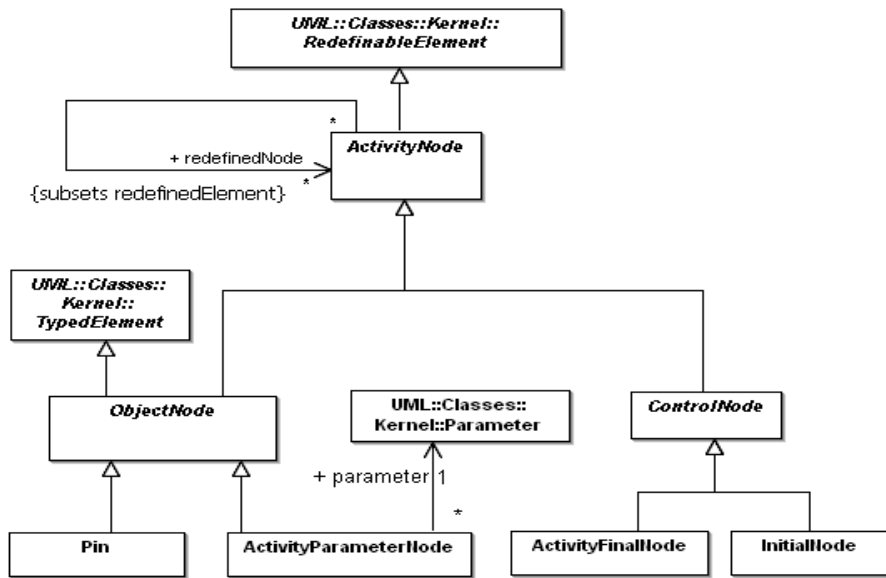 UML::Classes::Kernel::
RedefinableElement
*
ActivityNode
+ redefinedNode
*
{subsets redefinedElement}
UML::Classes::
Kernel::
TypedElement
ObjectNode
UML::Classes::
Kernel::Parameter
ControlNode
+ parameter 1
*
Pin
ActivityParameterNode
ActivityFinalNode
InitialNode